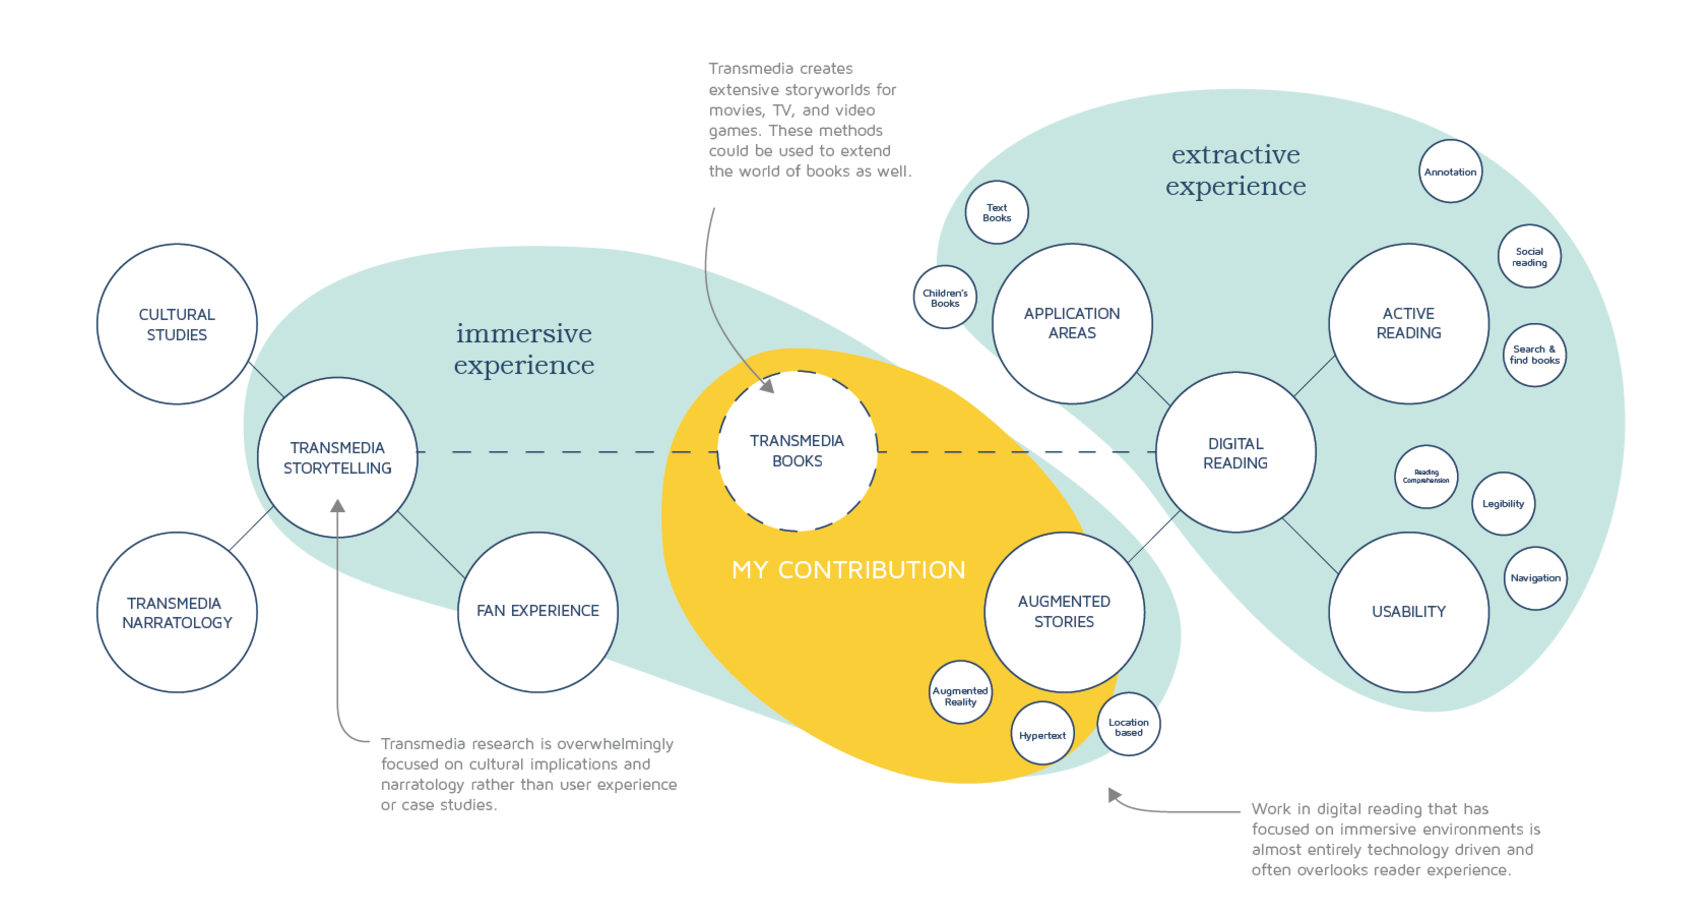 Transmedia creates
extensive storyworlds for
movies, TV, and video
games. These methods
could be used to extend
the world of books as well.
extractive
experience
Annotation
Text
Books
Social
reading
Children's
Books
APPLICATION
AREAS
ACTIVE
READING
Search &
find books
CULTURAL
STUDIES
immersive
experience
TRANSMEDIA
STORYTELLING
TRANSMEDIA
BOOKS
DIGITAL
READING
Reading
Comprehension
Legibility
Navigation
MY CONTRIBUTION
TRANSMEDIA
NARRATOLOGY
FAN EXPERIENCE
AUGMENTED
STORIES
USABILITY
Augmented
Reality
Hypertext
Location
based
Transmedia research is overwhelmingly
focused on cultural implications and
narratology rather than user experience
or case studies.
Work in digital reading that has
focused on immersive environments is
almost entirely technology driven and
often overlooks reader experience.